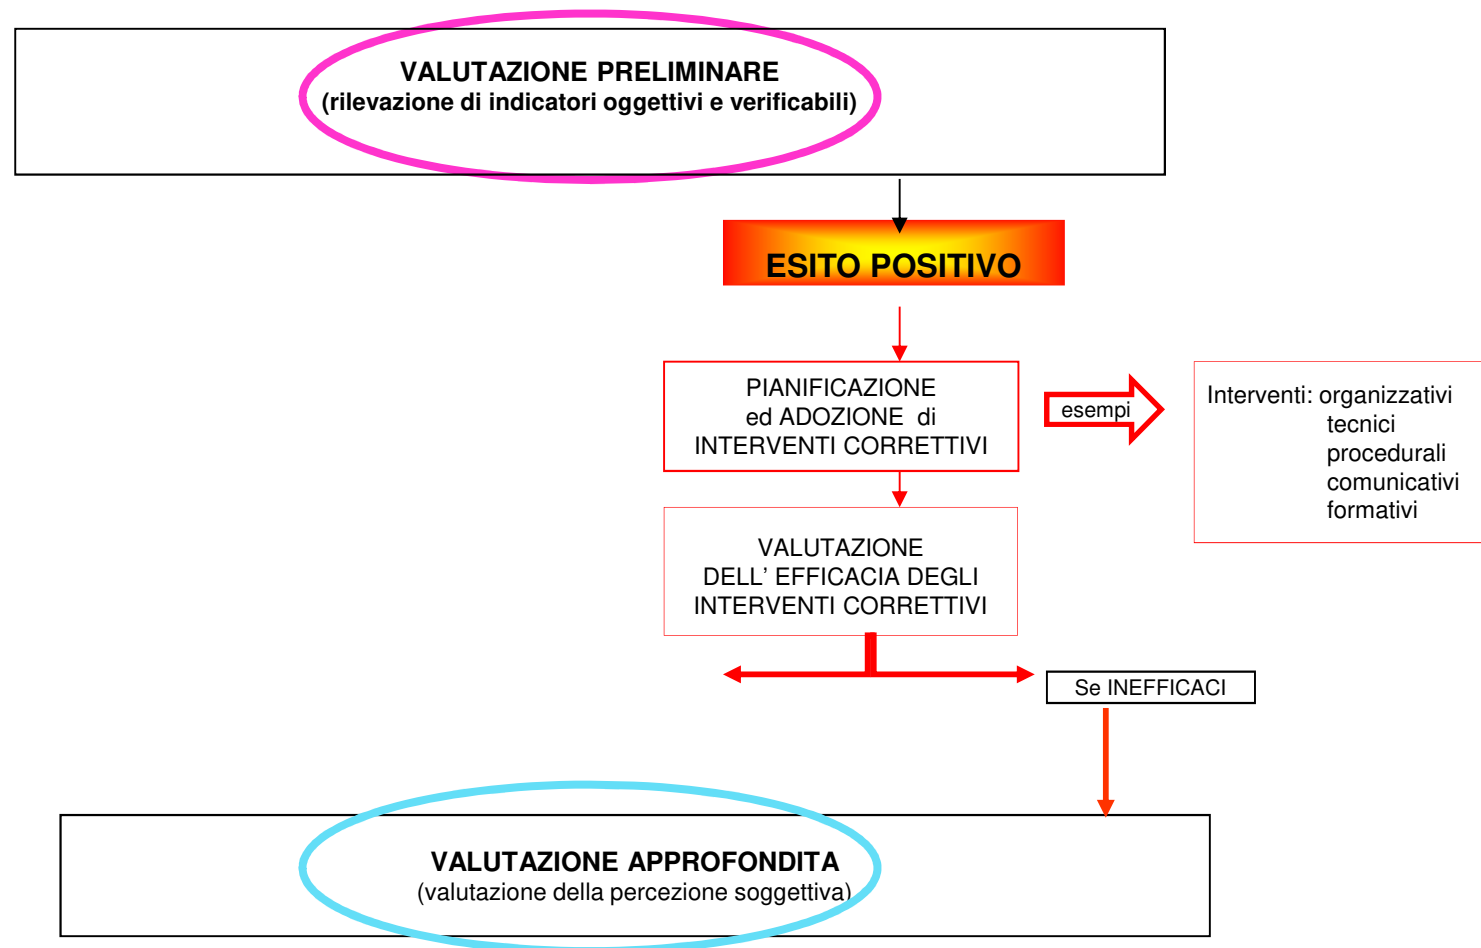 VALUTAZIONE PRELIMINARE
(rilevazione di indicatori oggettivi e verificabili)
ESITO POSITIVO
PIANIFICAZIONE
ed ADOZIONE di
INTERVENTI CORRETTIVI
esempi
Interventi: organizzativi
tecnici
procedurali
comunicativi
formativi
VALUTAZIONE
DELL' EFFICACIA DEGLI
INTERVENTI CORRETTIVI
Se INEFFICACI
VALUTAZIONE APPROFONDITA
(valutazione della percezione soggettiva)